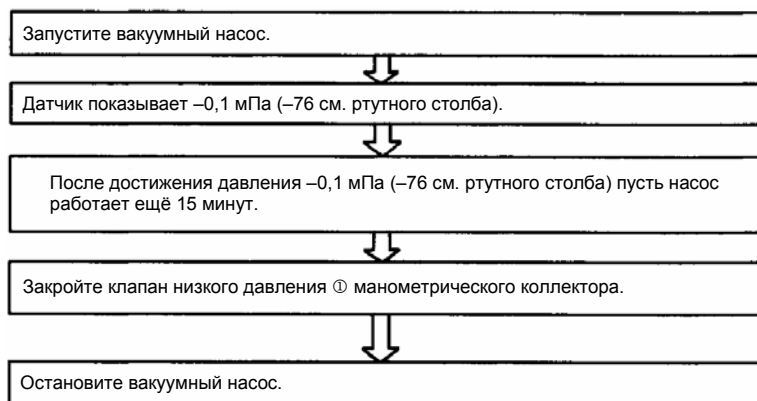 Запустите вакуумный насос.
Датчик показывает –0,1 мПа (–76 см. ртутного столба).
После достижения давления –0,1 мПа (–76 см. ртутного столба) пусть насос
работает ещё 15 минут.
Закройте клапан низкого давления ① манометрического коллектора.
Остановите вакуумный насос.